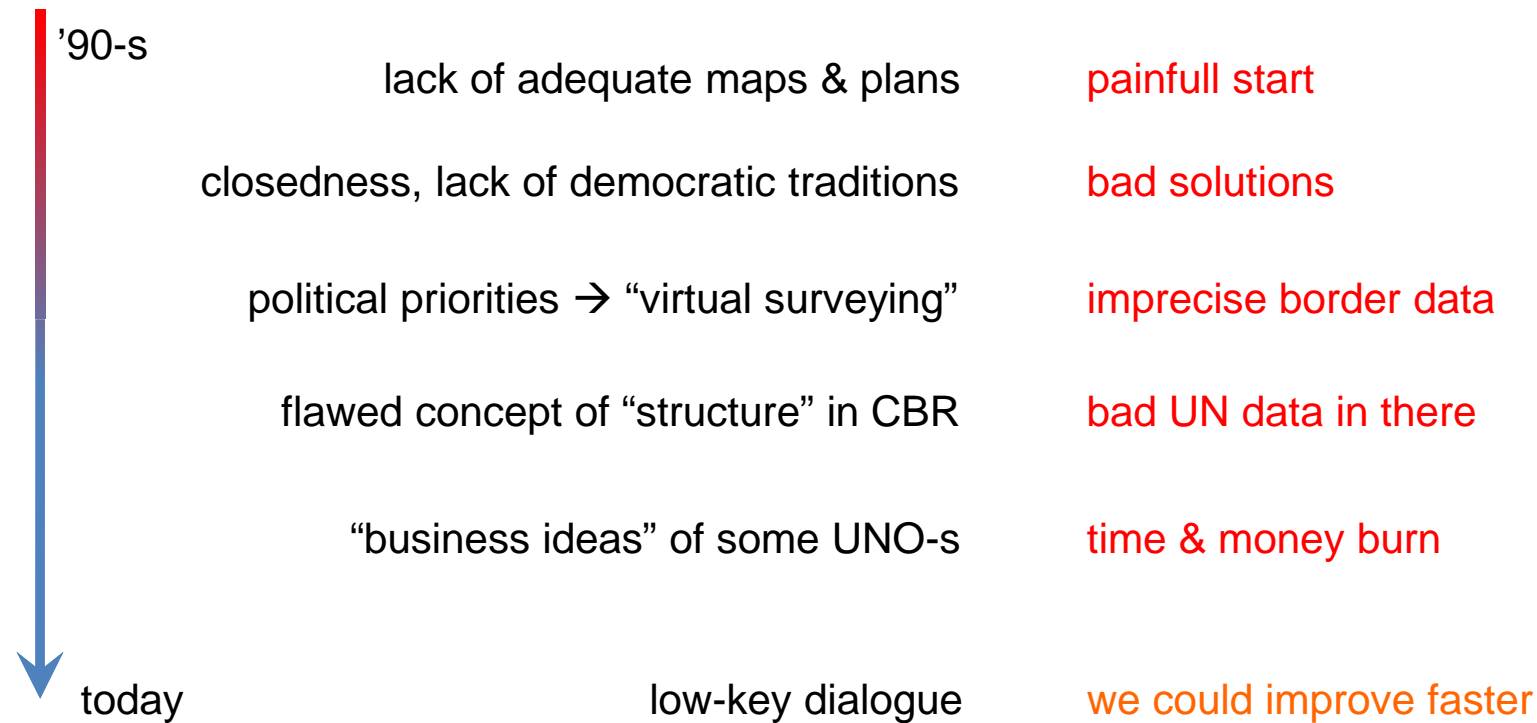 ’90-s
lack of adequate maps & plans painfull start
closedness, lack of democratic traditions bad solutions
political priorities → “virtual surveying” imprecise border data
flawed concept of “structure” in CBR bad UN data in there
“business ideas” of some UNO-s time & money burn
today low-key dialogue we could improve faster